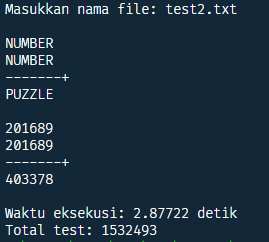 Masukkan nama file: test2.txt
NUMBER
NUMBER
-------+
PUZZLE
201689
201689
-------+
403378
Waktu eksekusi: 2.87722 detik
Total test: 1532493